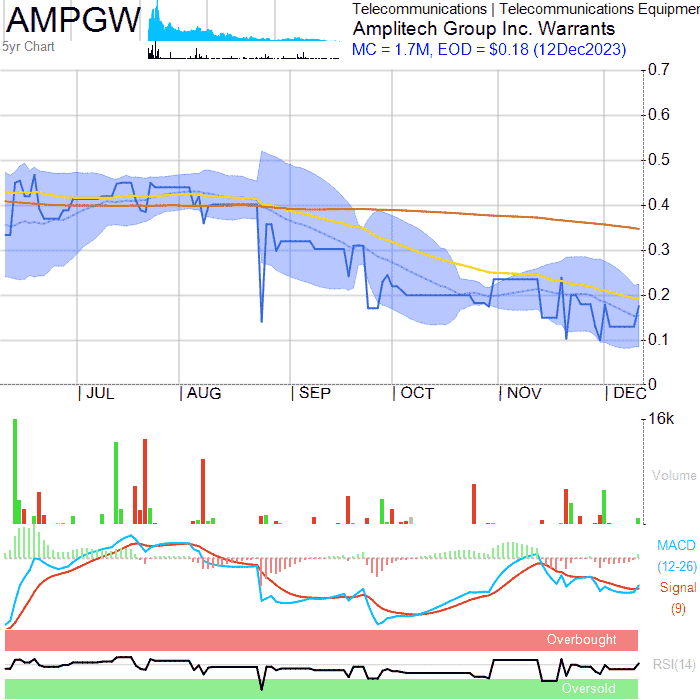 AMPGW
5yr Chart
Telecommunications | Telecommunications Equipmen
Amplitech Group Inc. Warrants
MC = 1.7M, EOD = $0.18 (12Dec2023)
0.7
0.6
0.5
0.4
0.3
0.2
0.1
0
| JUL | AUG | SEP | OCT | NOV | DEC
16k
Volume
MACD
(12-26)
Signal
(9)
Overbought
RSI(14)
Oversold